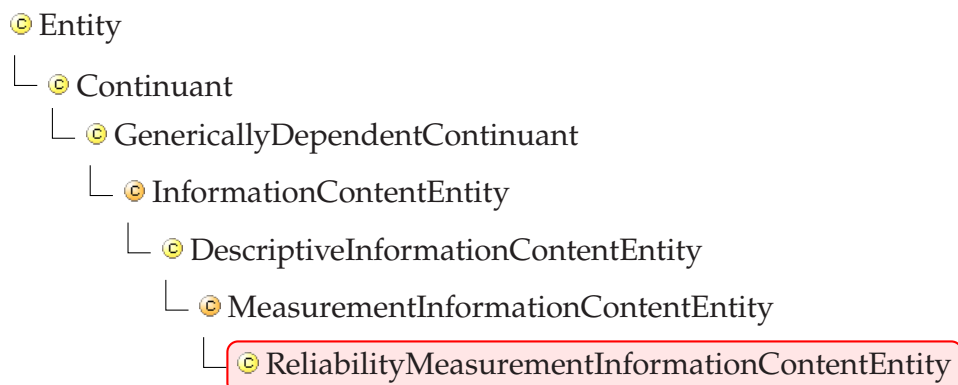 C Entity
C Continuant
C GenericallyDependentContinuant
C InformationContentEntity
C DescriptiveInformationContentEntity
C MeasurementInformationContentEntity
C ReliabilityMeasurementInformationContentEntity